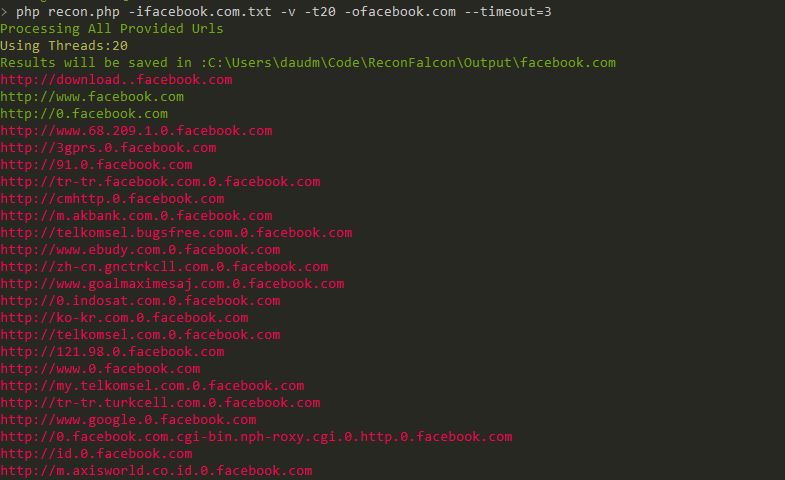 > php recon.php -ifacebook.com.txt -v -t20 -ofacebook.com --timeout=3
Processing All Provided Urls
Using Threads:20
Results will be saved in :C:\Users\daudm\Code\ReconFalcon\Output\facebook.com
http://download..facebook.com
http://www.facebook.com
http://0.facebook.com
http://www.68.209.1.0.facebook.com
http://3gprs.0.facebook.com
http://91.0.facebook.com
http://tr-tr.facebook.com.0.facebook.com
http://cmhttp.0.facebook.com
http://m.akbank.com.0.facebook.com
http://telkomsel.bugsfree.com.0.facebook.com
http://www.ebudy.com.0.facebook.com
http://zh-cn.gnctrkcll.com.0.facebook.com
http://www.goalmaximesaj.com.0.facebook.com
http://0.indosat.com.0.facebook.com
http://ko-kr.com.0.facebook.com
http://telkomsel.com.0.facebook.com
http://121.98.0.facebook.com
http://www.0.facebook.com
http://my.telkomsel.com.0.facebook.com
http://tr-tr.turkcell.com.0.facebook.com
http://www.google.0.facebook.com
http://0.facebook.com.cgi-bin.nph-roxy.cgi.0.http.0.facebook.com
http://id.0.facebook.com
http://m.axisworld.co.id.0.facebook.com